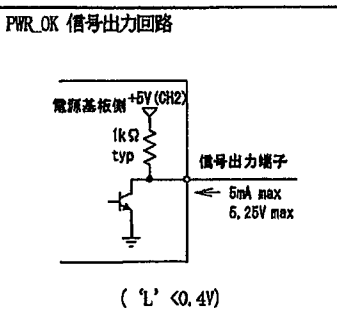 PWR_OK 信号出力回路
電源基板側
+5V(CH2)
1kΩ
typ
信号出力端子
5mA max
5,25V max
( 'L' <0.4V)